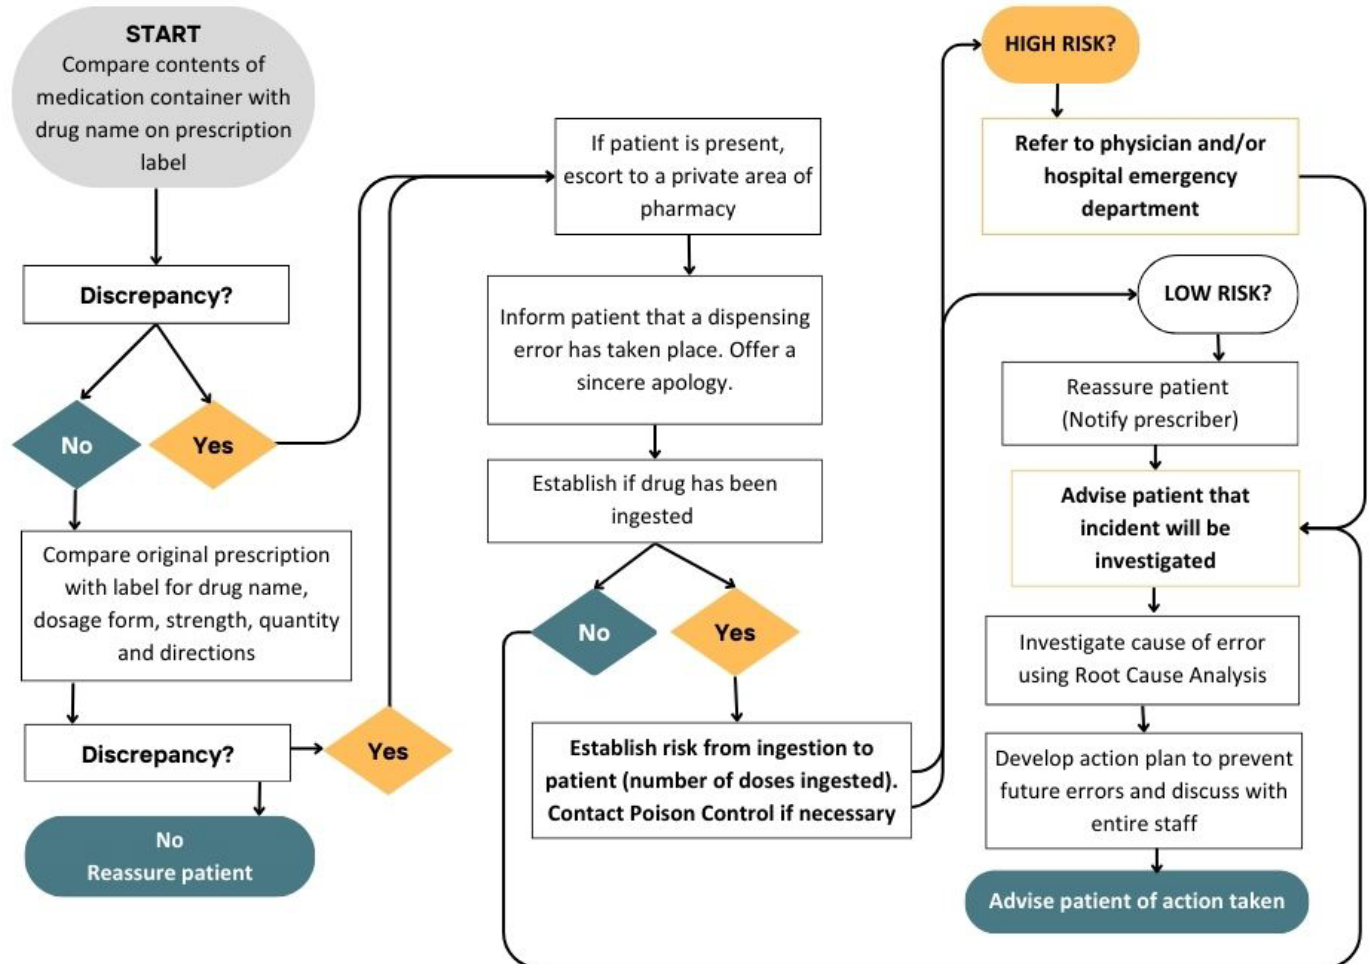 START
Compare contents of
medication container with
drug name on prescription
label
Discrepancy?
No
Yes
Compare original prescription
with label for drug name,
dosage form, strength, quantity
and directions
Discrepancy?
Yes
No
Reassure patient
If patient is present,
escort to a private area of
pharmacy
Inform patient that a dispensing
error has taken place. Offer a
sincere apology.
Establish if drug has been
ingested
No
Yes
Establish risk from ingestion to
patient (number of doses ingested).
Contact Poison Control if necessary
HIGH RISK?
Refer to physician and/or
hospital emergency
department
LOW RISK?
Reassure patient
(Notify prescriber)
Advise patient that
incident will be
investigated
Investigate cause of error
using Root Cause Analysis
Develop action plan to prevent
future errors and discuss with
entire staff
Advise patient of action taken